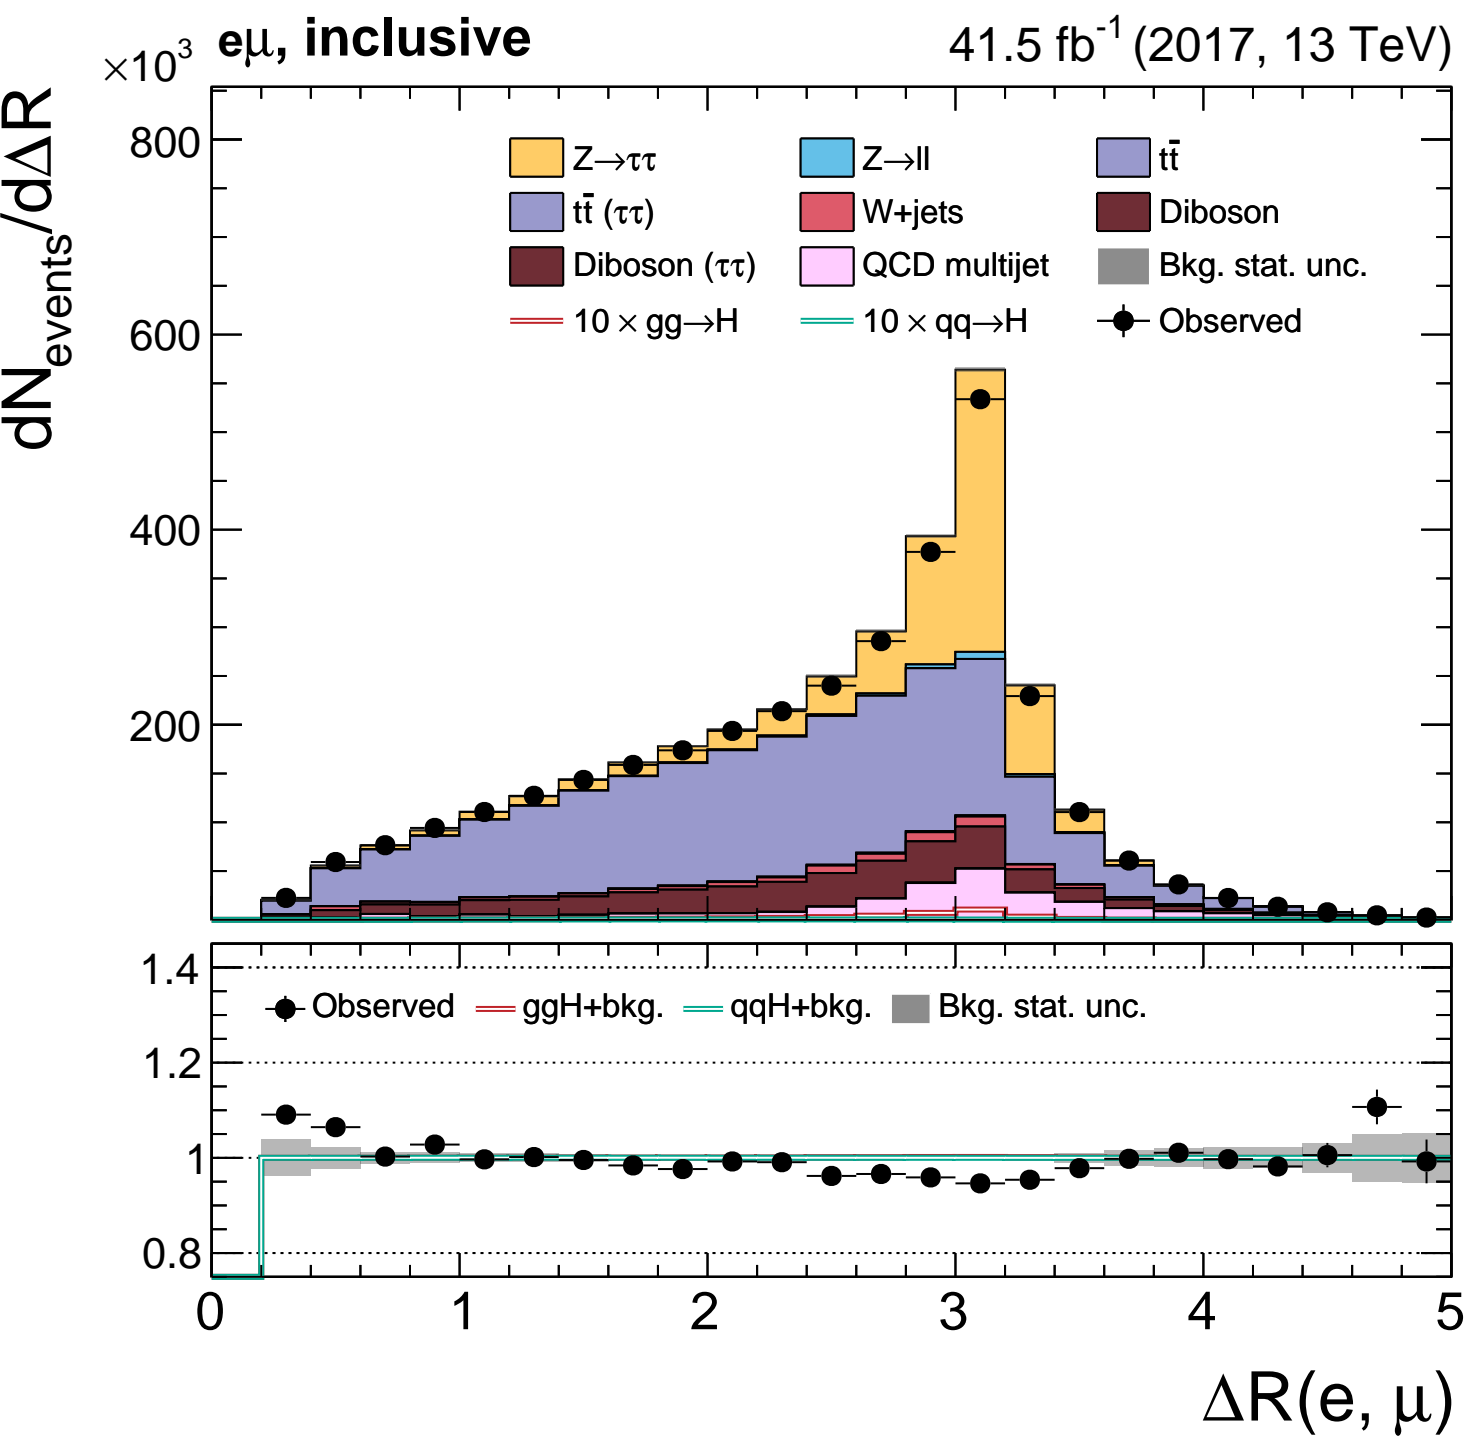 ×10³ eμ, inclusive 41.5 fb⁻¹ (2017, 13 TeV)
dN_events/dΔR
800
600
400
200
Z→ττ Z→ll tt̄
tt̄ (ττ) W+jets Diboson
Diboson (ττ) QCD multijet Bkg. stat. unc.
10 × gg→H 10 × qq→H Observed
1.4
Observed ggH+bkg. qqH+bkg. Bkg. stat. unc.
1.2
1
0.8
0 1 2 3 4 5
ΔR(e, μ)